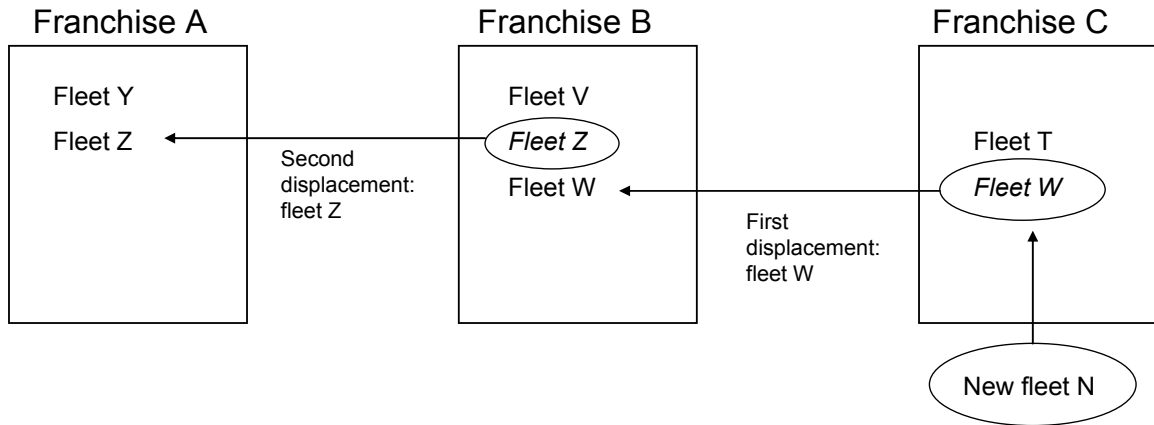 Franchise A
Franchise B
Franchise C
Fleet Y
Fleet Z
Second
displacement:
fleet Z
Fleet V
Fleet Z
Fleet W
First
displacement:
fleet W
Fleet T
Fleet W
New fleet N